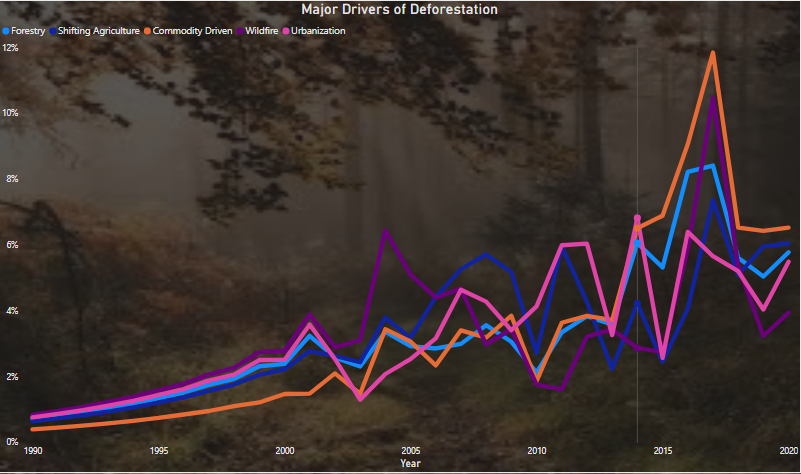 Major Drivers of Deforestation
Forestry Shifting Agriculture Commodity Driven Wildfire Urbanization
12%
10%
8%
6%
4%
2%
0%
1990 1995 2000 2005 2010 2015 2020
Year